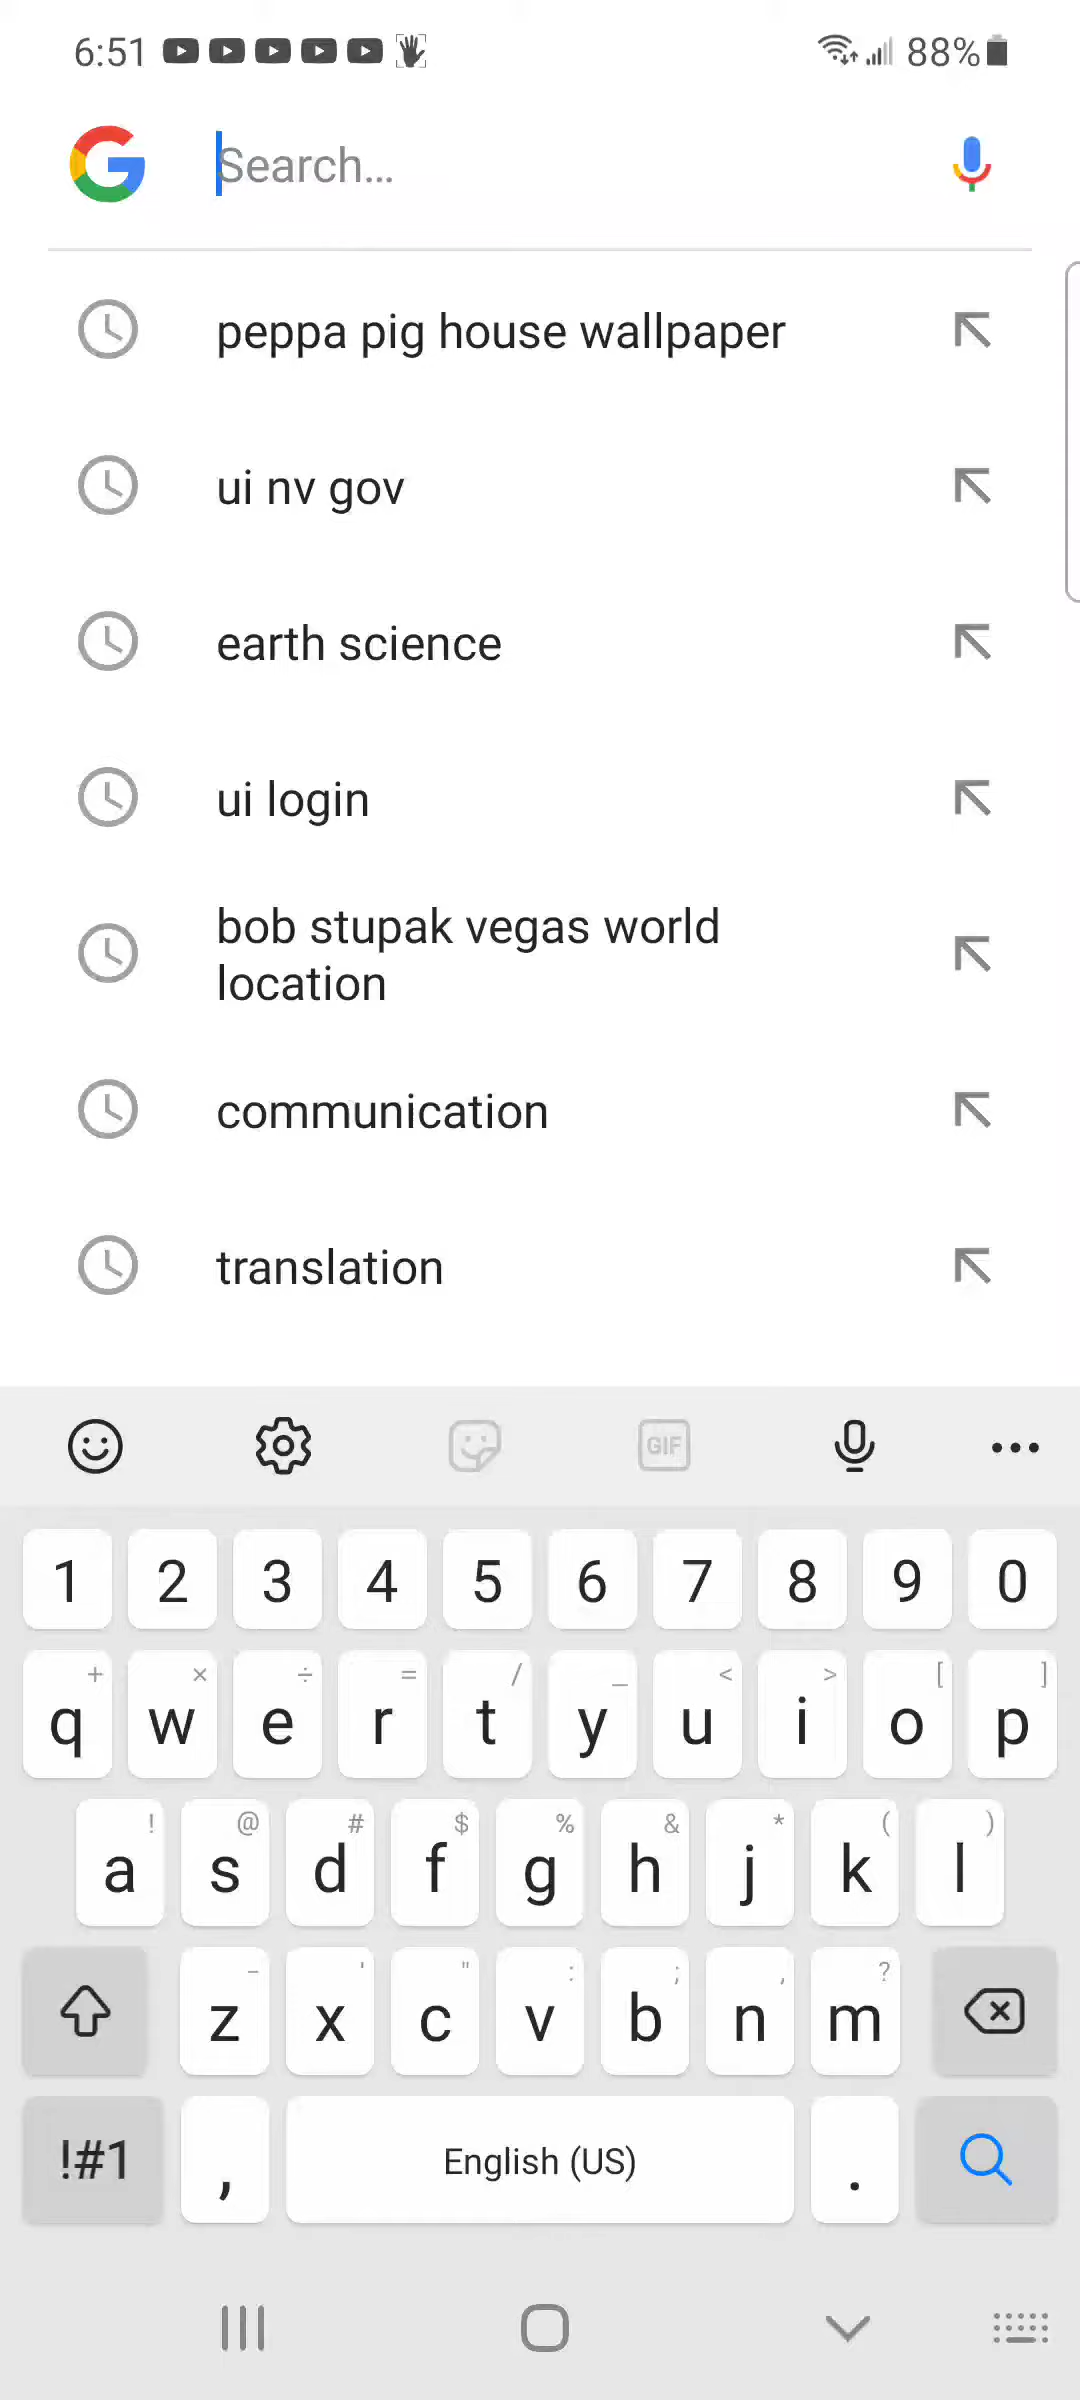 6:51 88%
Search...
peppa pig house wallpaper
ui nv gov
earth science
ui login
bob stupak vegas world
location
communication
translation
GIF
1 2 3 4 5 6 7 8 9 0
+ × ÷ = / _ < > [ ]
q w e r t y u i o p
! @ # $ % & * ( )
a s d f g h j k l
- ' " : ; , ?
z x c v b n m
!#1 , English (US) .